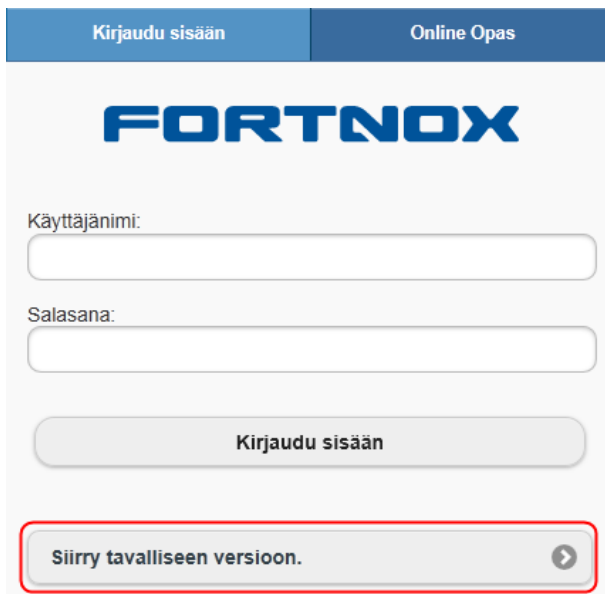 Kirjaudu sisään
Online Opas
FORTNOX
Käyttäjänimi:
Salasana:
Kirjaudu sisään
Siirry tavalliseen versioon.